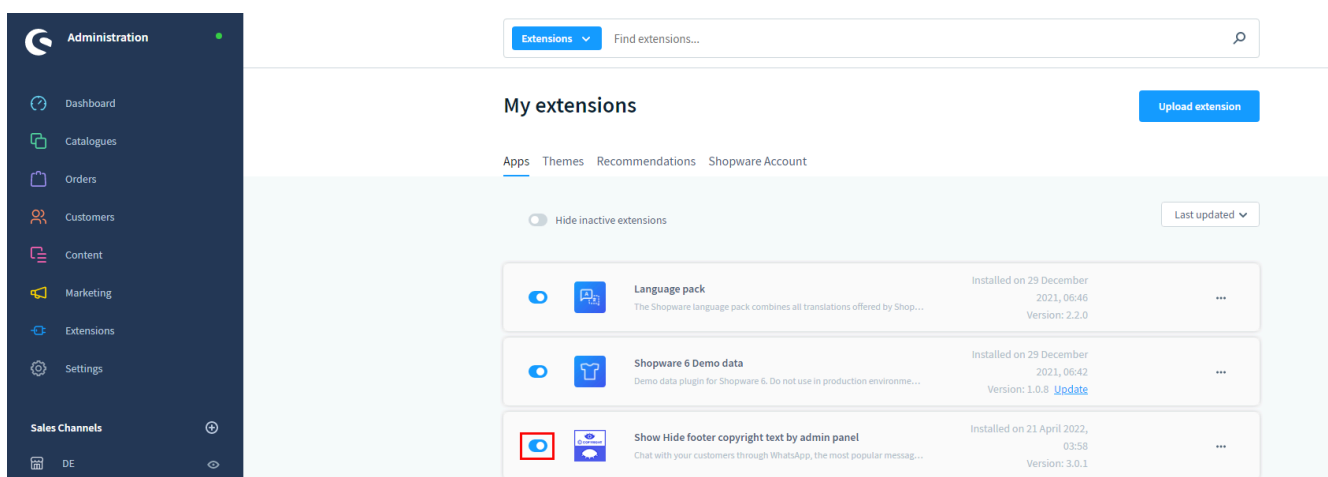 Administration
Dashboard
Catalogues
Orders
Customers
Content
Marketing
Extensions
Settings
Sales Channels
DE
Extensions
Find extensions...
My extensions
Upload extension
Apps Themes Recommendations Shopware Account
Hide inactive extensions
Last updated
Language pack
The Shopware language pack combines all translations offered by Shop...
Installed on 29 December
2021, 06:46
Version: 2.2.0
Shopware 6 Demo data
Demo data plugin for Shopware 6. Do not use in production environme...
Installed on 29 December
2021, 06:42
Version: 1.0.8 Update
Show Hide footer copyright text by admin panel
Chat with your customers through WhatsApp, the most popular messag...
Installed on 21 April 2022,
03:58
Version: 3.0.1